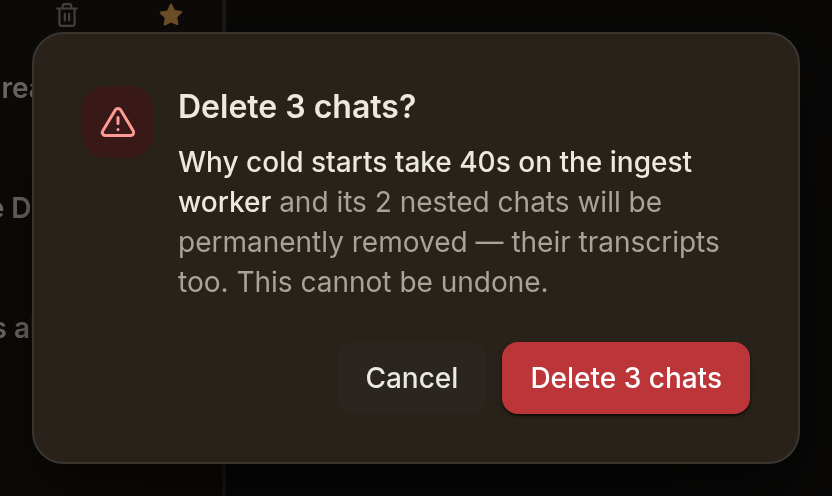 Delete 3 chats?
Why cold starts take 40s on the ingest
worker and its 2 nested chats will be
permanently removed — their transcripts
too. This cannot be undone.
Cancel
Delete 3 chats